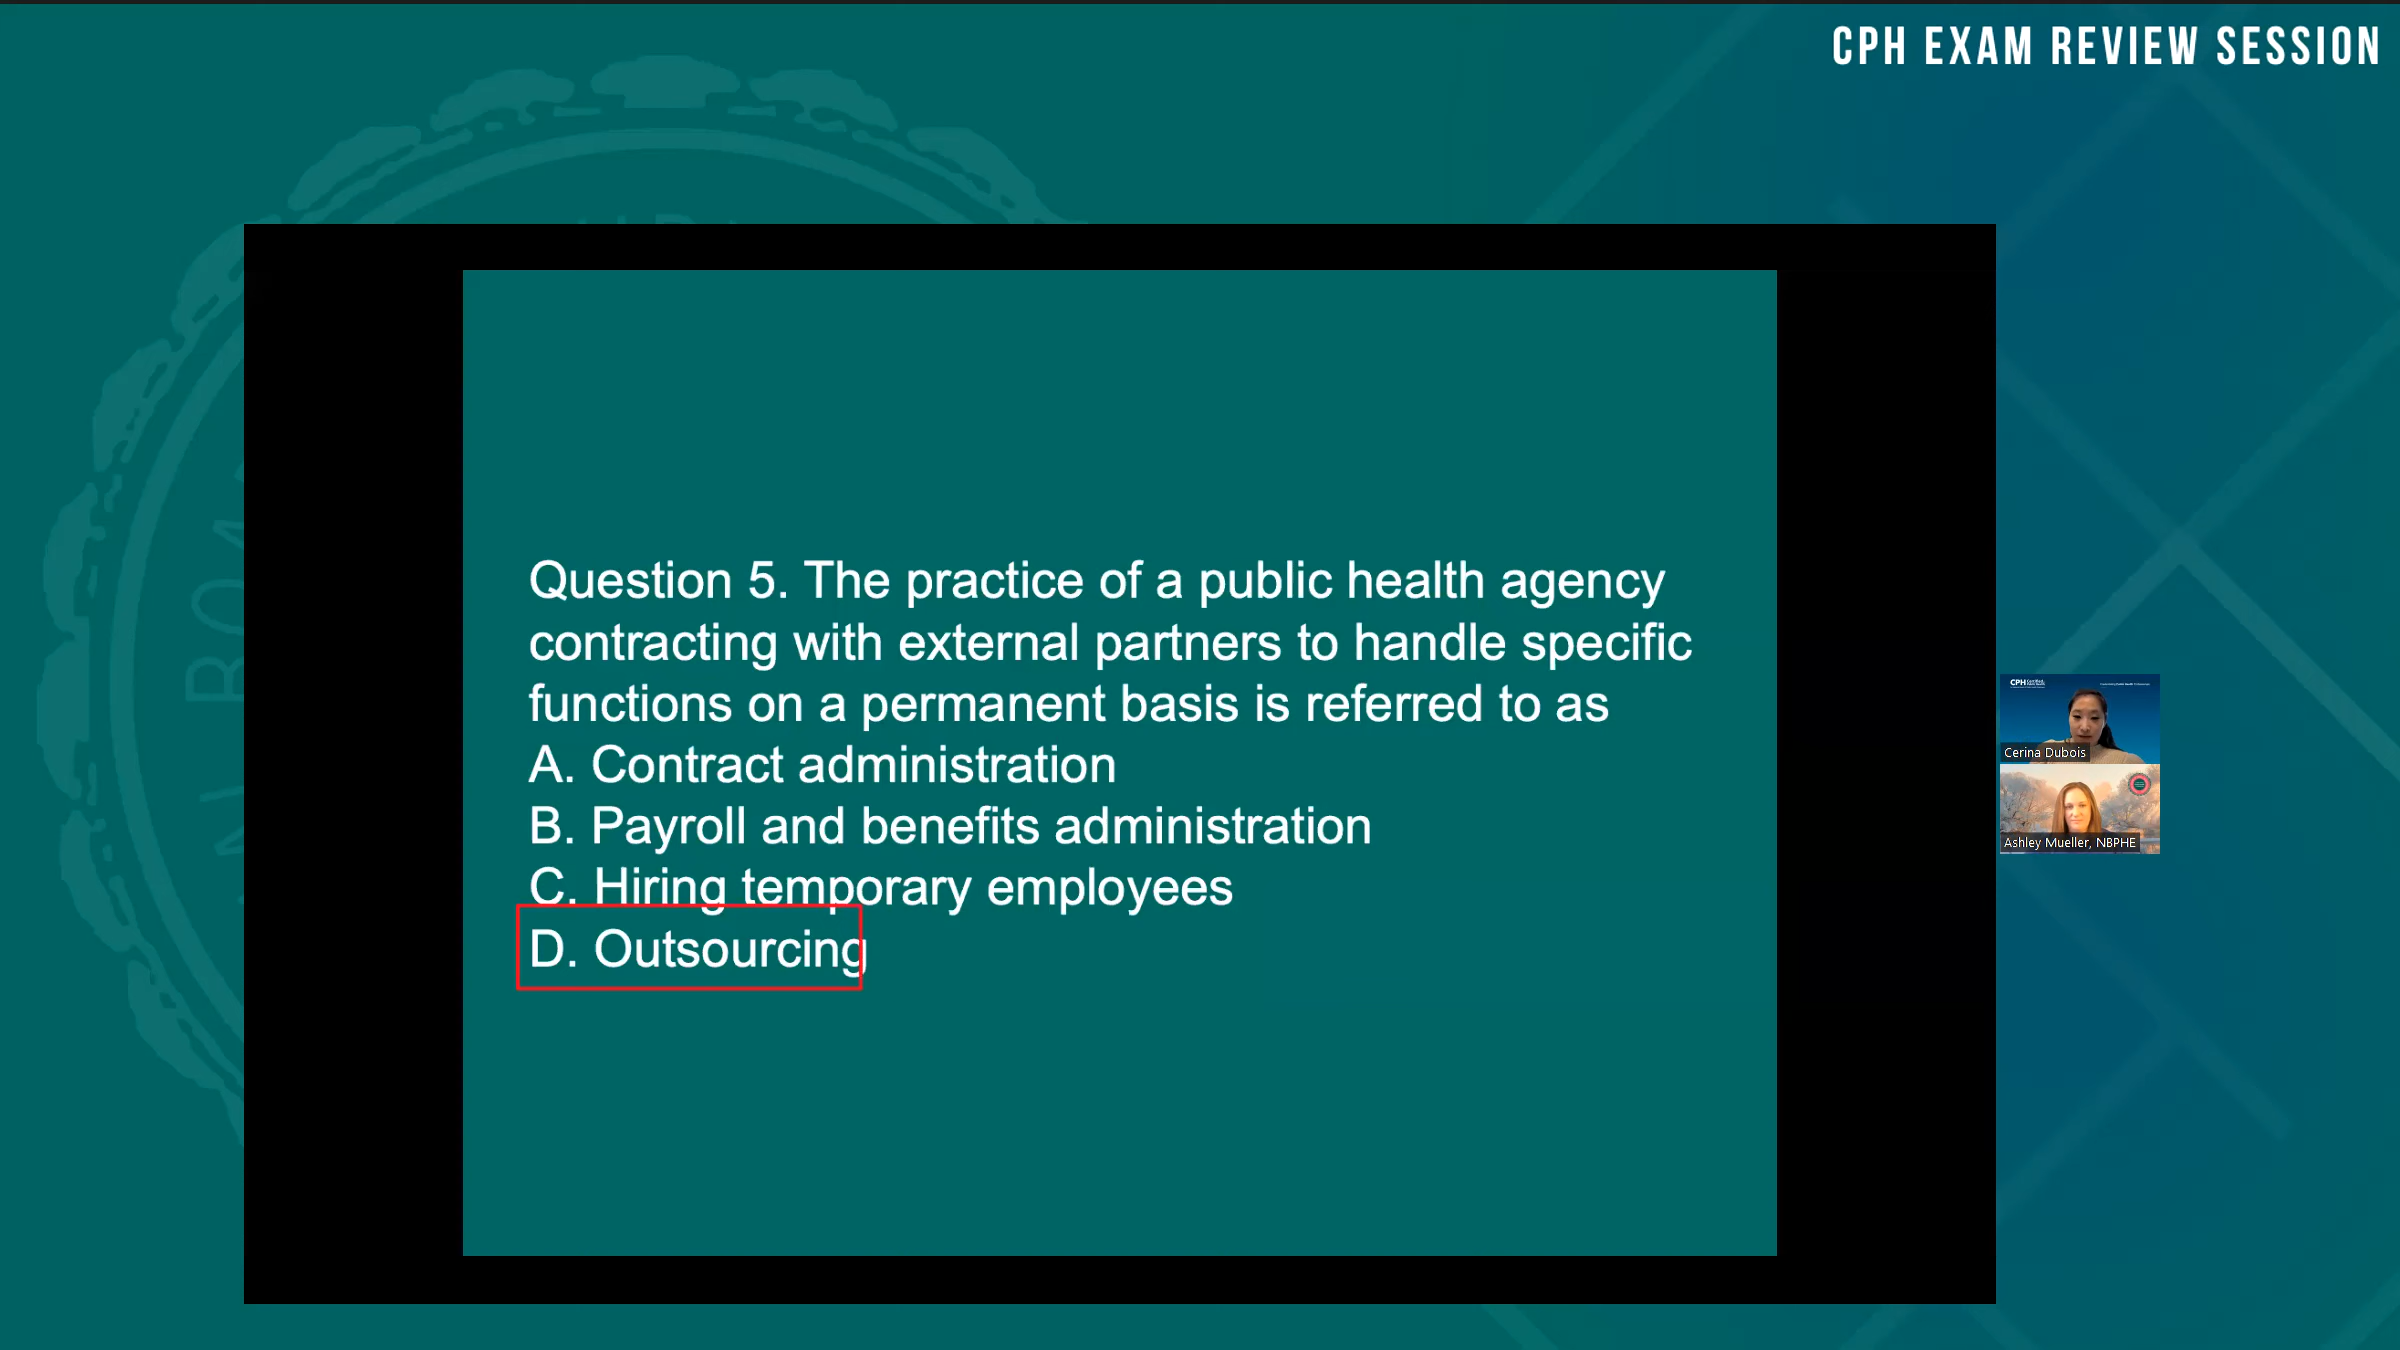 CPH EXAM REVIEW SESSION
Question 5. The practice of a public health agency
contracting with external partners to handle specific
functions on a permanent basis is referred to as
A. Contract administration
B. Payroll and benefits administration
C. Hiring temporary employees
D. Outsourcing
CPH
Cerina Dubois
Ashley Mueller, NBPHE